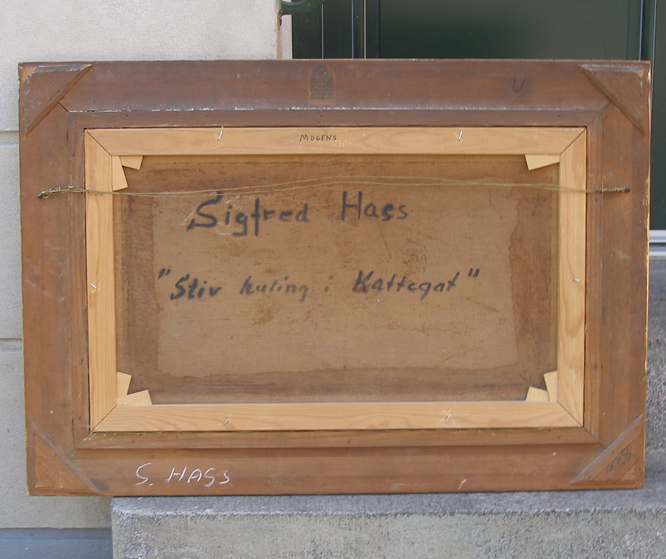 MOGENS
Sigfred Hass
"Stiv kuling i Kattegat"
S. HASS